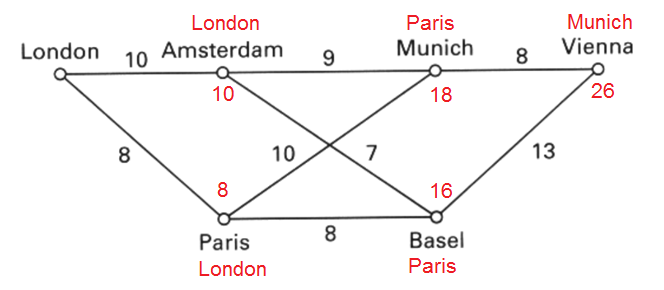 London Paris Munich
London 10 Amsterdam 9 Munich 8 Vienna
10 18 26
8 10 7 13
8 16
Paris 8 Basel
London Paris